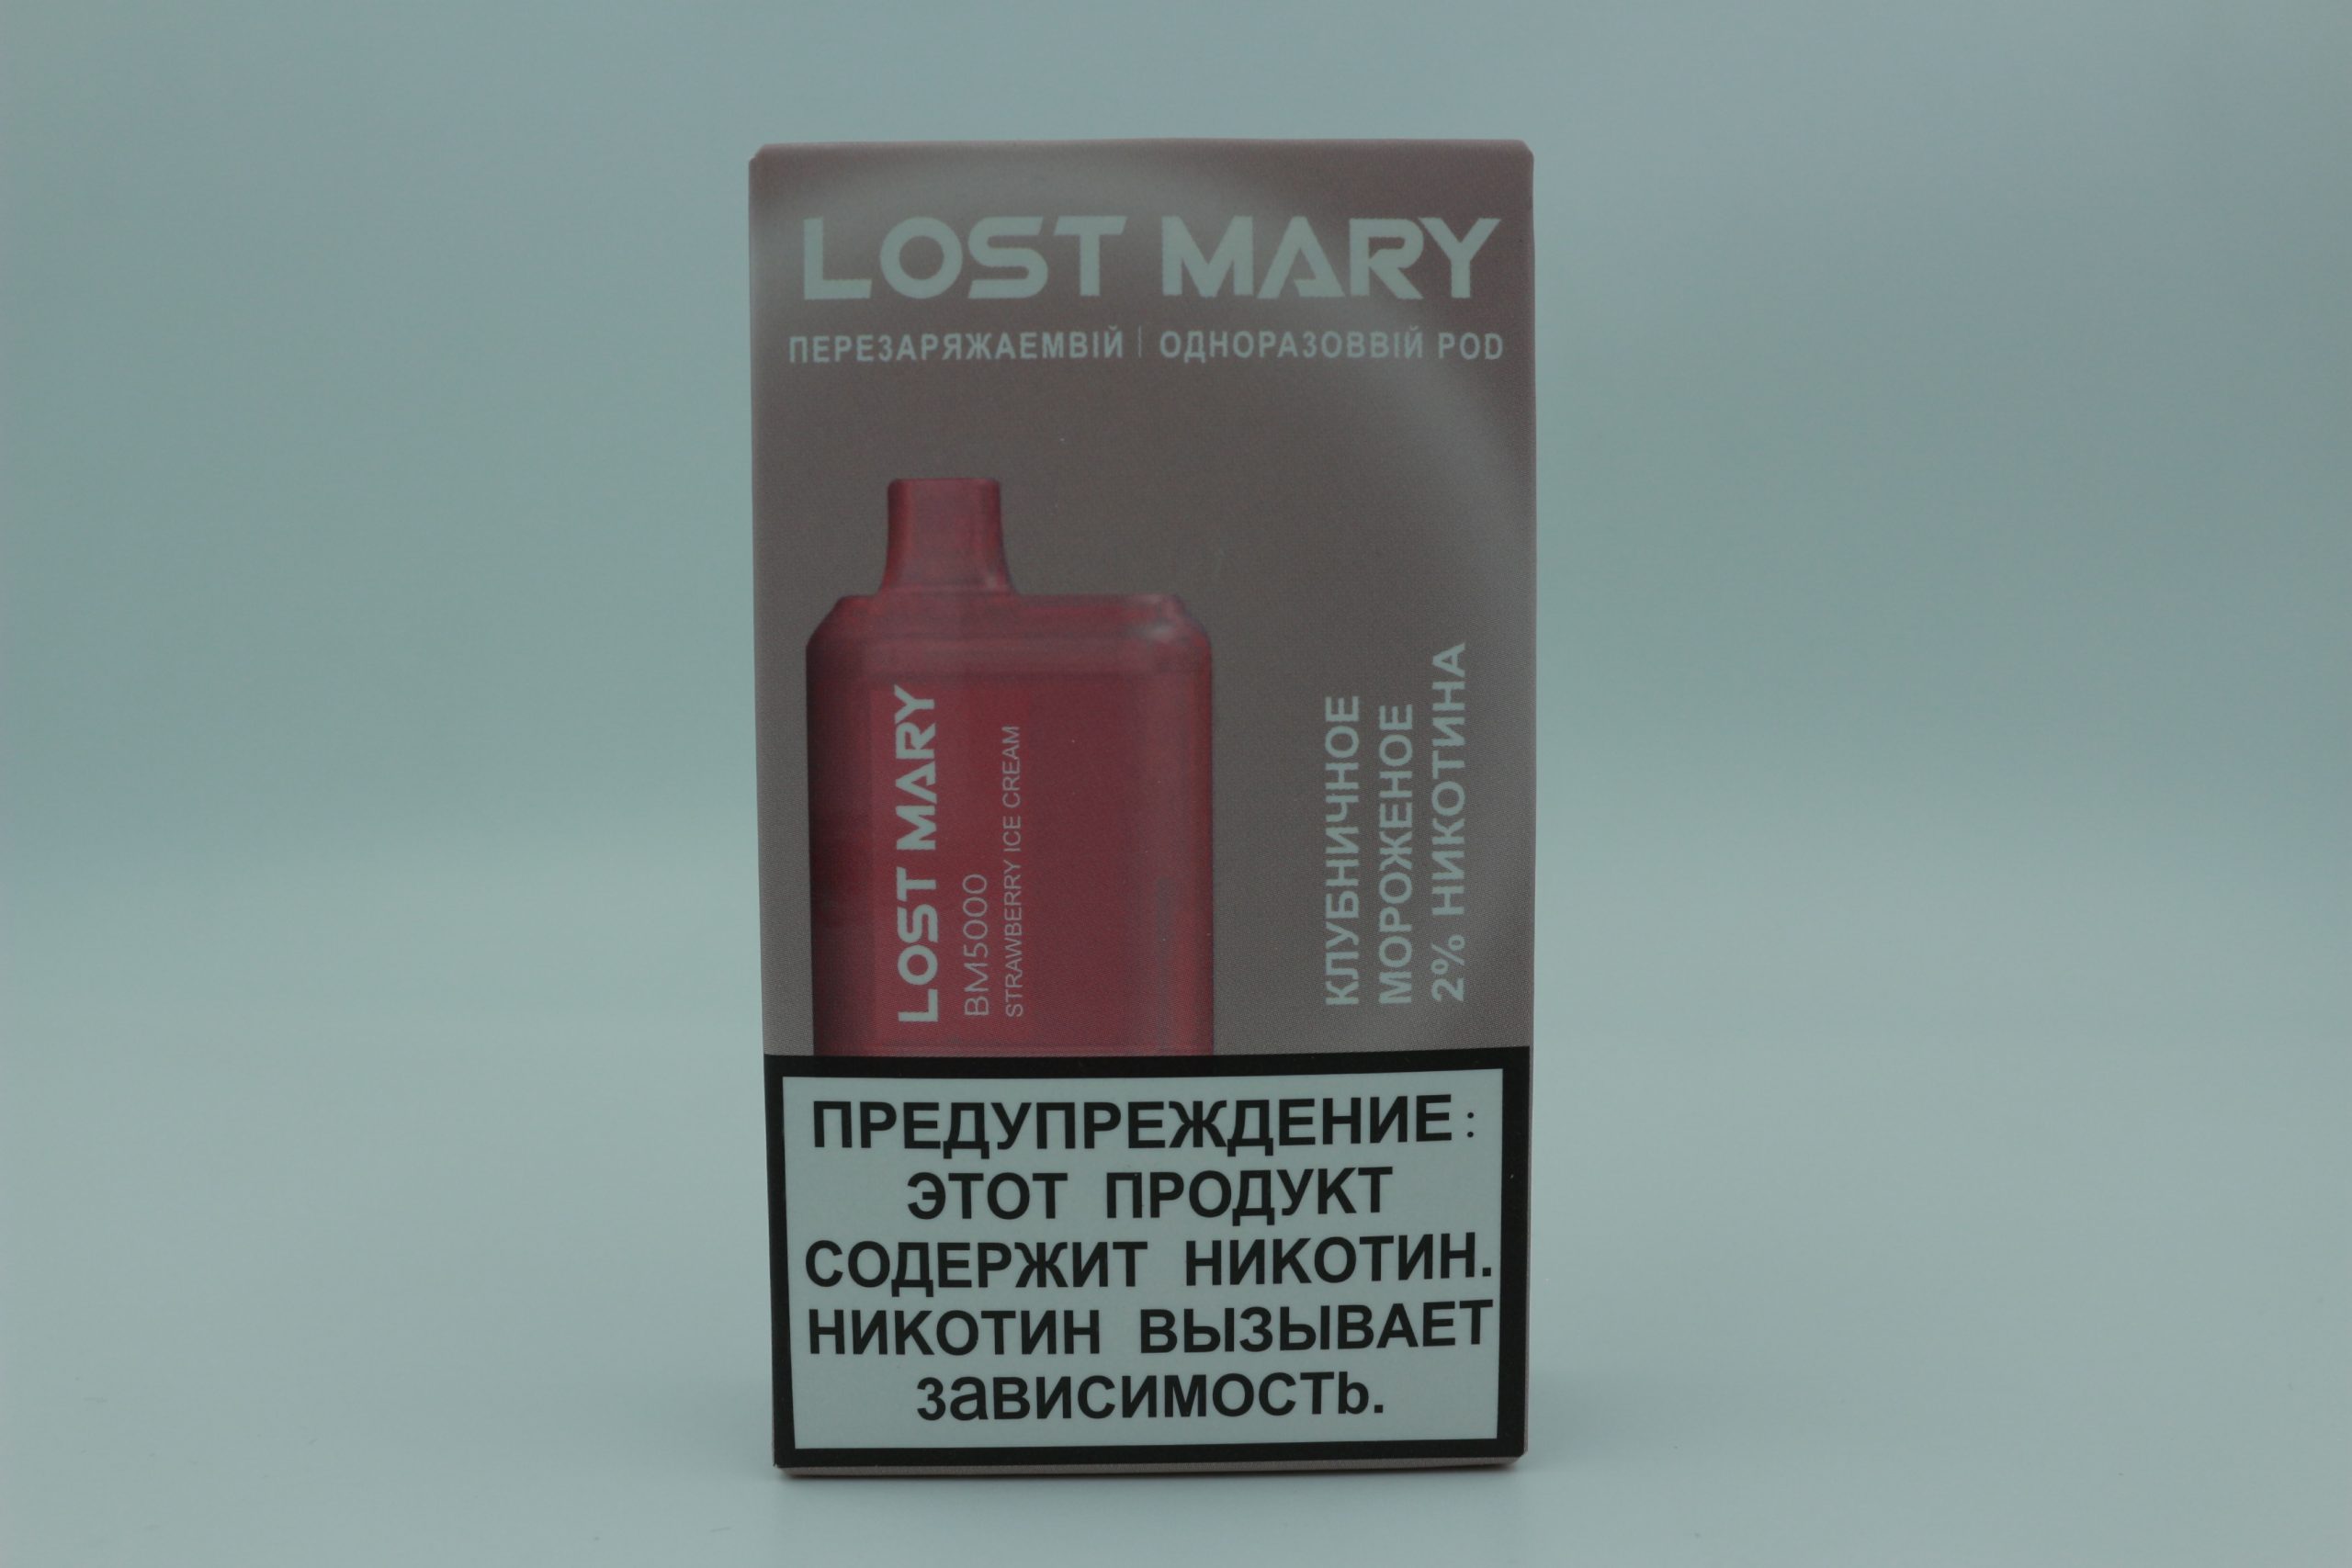 LOST MARY
ПЕРЕЗАРЯЖАЕМВІЙ | ОДНОРАЗОВВІЙ POD
LOST MARY
BM5000
STRAWBERRY ICE CREAM
КЛУБНИЧНОЕ
МОРОЖЕНОЕ
2% НИКОТИНА
ПРЕДУПРЕЖДЕНИЕ:
ЭТОТ ПРОДУКТ
СОДЕРЖИТ НИКОТИН.
НИКОТИН ВЫЗЫВАЕТ
ЗаВИСИМОСТЬ.